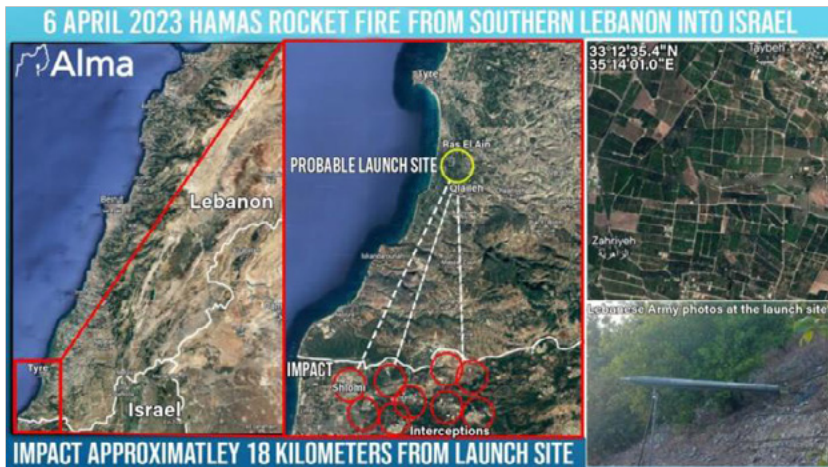 6 APRIL 2023 HAMAS ROCKET FIRE FROM SOUTHERN LEBANON INTO ISRAEL
Alma
Beirut
Lebanon
Tyre
Israel
Tyre
Ras El Ain
PROBABLE LAUNCH SITE
Qlaileh
IMPACT
Shlomi
Interceptions
33°12'35.4"N
35°14'01.0"E
Taybeh
Zahriyeh
Lebanese Army photos at the launch site
IMPACT APPROXIMATLEY 18 KILOMETERS FROM LAUNCH SITE